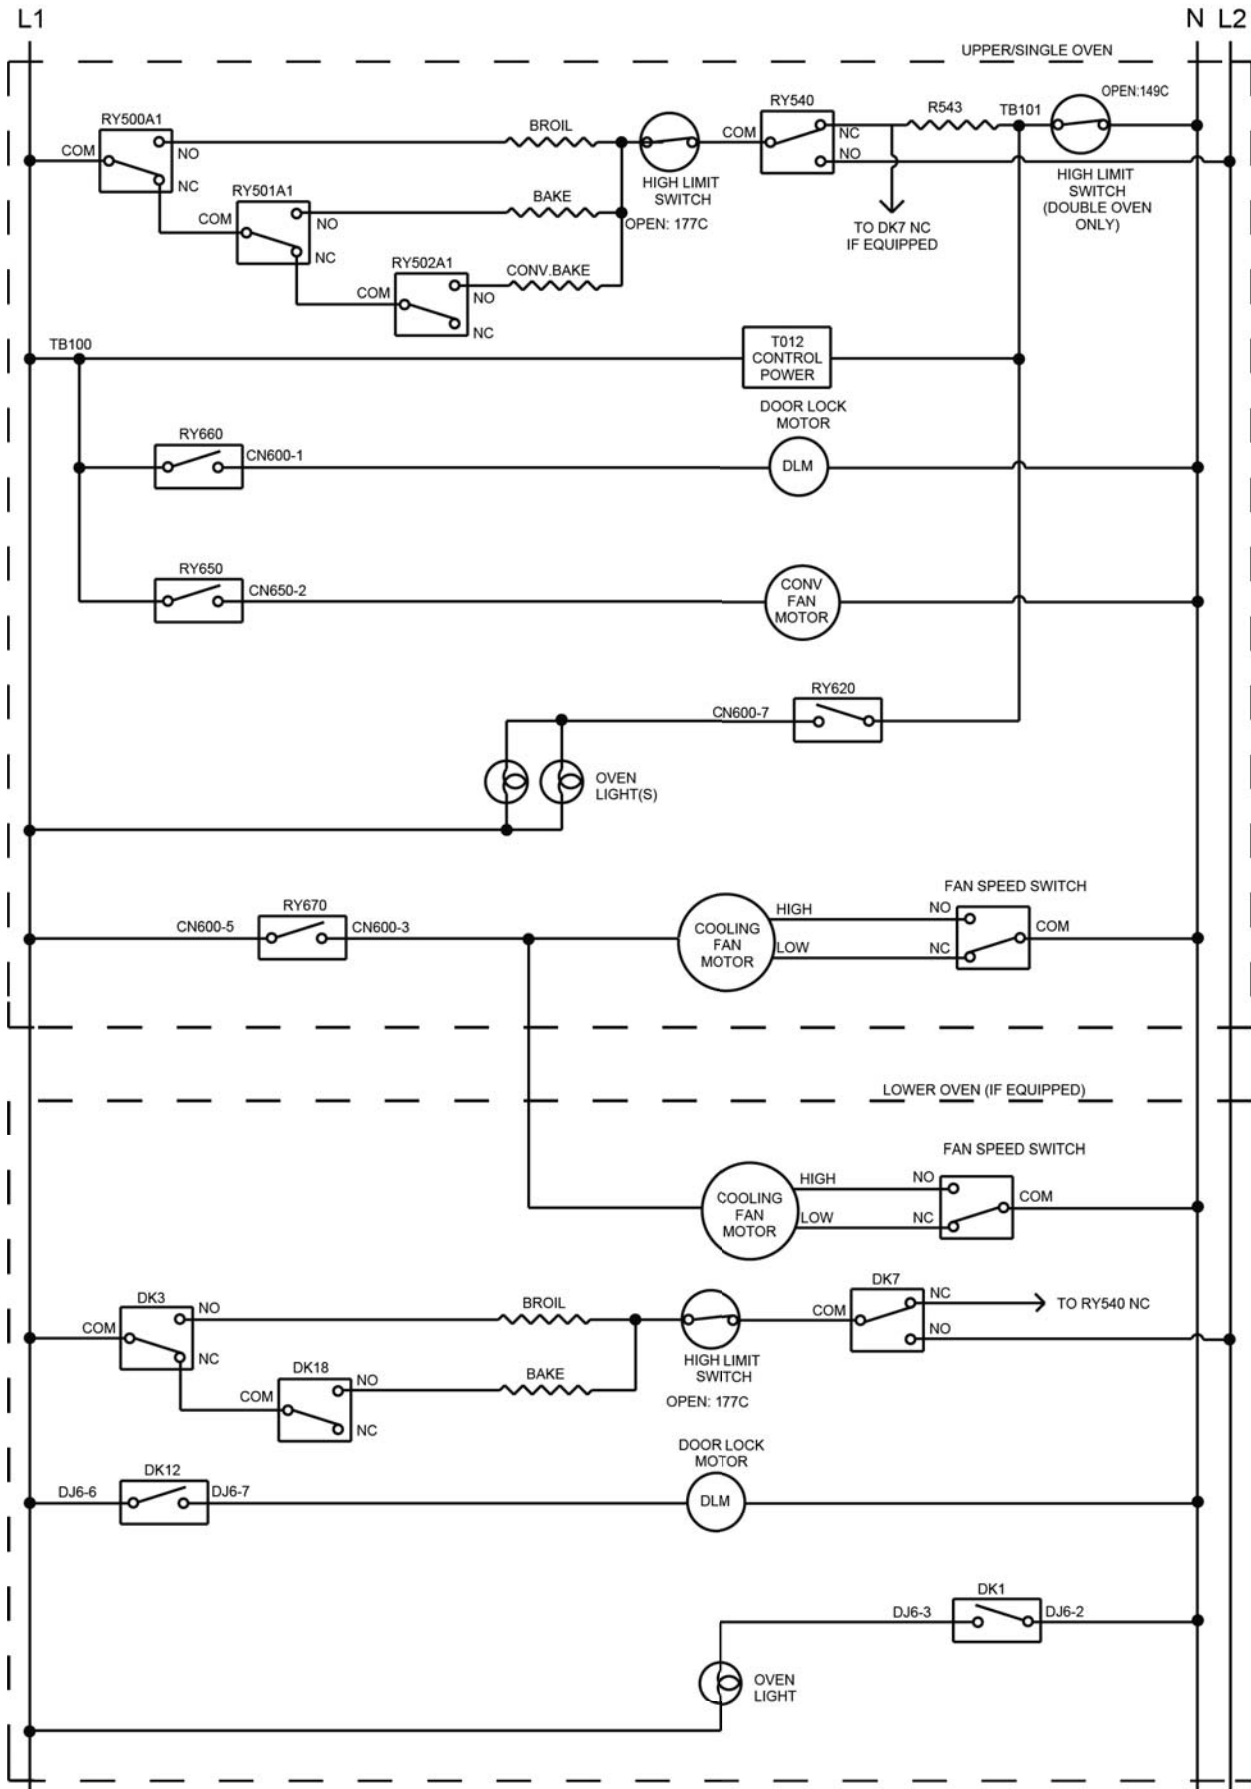 L1
N L2
UPPER/SINGLE OVEN
RY500A1
COM
NO
NC
BROIL
HIGH LIMIT
SWITCH
OPEN: 177C
RY540
COM
NC
NO
R543
TB101
OPEN:149C
HIGH LIMIT
SWITCH
(DOUBLE OVEN
ONLY)
TO DK7 NC
IF EQUIPPED
RY501A1
COM
NO
NC
BAKE
RY502A1
COM
NO
NC
CONV.BAKE
TB100
T012
CONTROL
POWER
DOOR LOCK
MOTOR
RY660
CN600-1
DLM
RY650
CN650-2
CONV
FAN
MOTOR
RY620
CN600-7
OVEN
LIGHT(S)
FAN SPEED SWITCH
RY670
CN600-5
CN600-3
COOLING
FAN
MOTOR
HIGH
LOW
NO
NC
COM
LOWER OVEN (IF EQUIPPED)
FAN SPEED SWITCH
COOLING
FAN
MOTOR
HIGH
LOW
NO
NC
COM
DK3
COM
NO
NC
BROIL
HIGH LIMIT
SWITCH
OPEN: 177C
DK7
COM
NC
NO
TO RY540 NC
DK18
COM
NO
NC
BAKE
DOOR LOCK
MOTOR
DK12
DJ6-6
DJ6-7
DLM
DK1
DJ6-3
DJ6-2
OVEN
LIGHT